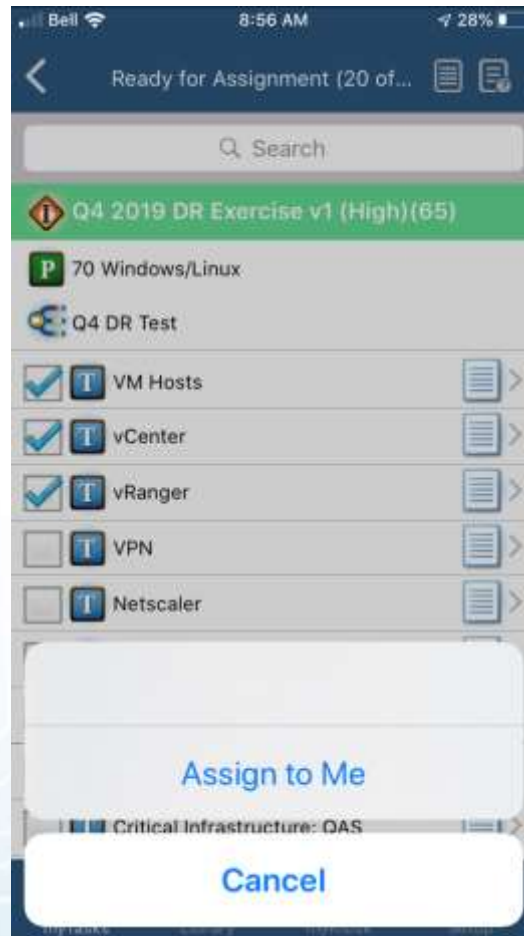 Bell 8:56 AM 28%
Ready for Assignment (20 of...
Search
I Q4 2019 DR Exercise v1 (High)(65)
P 70 Windows/Linux
Q4 DR Test
T VM Hosts
T vCenter
T vRanger
T VPN
T Netscaler
Assign to Me
Critical Infrastructure: QAS
Cancel